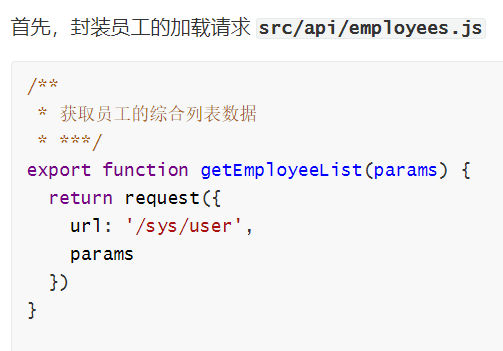 首先，封装员工的加载请求 src/api/employees.js
/**
 * 获取员工的综合列表数据
 * ***/
export function getEmployeeList(params) {
  return request({
    url: '/sys/user',
    params
  })
}